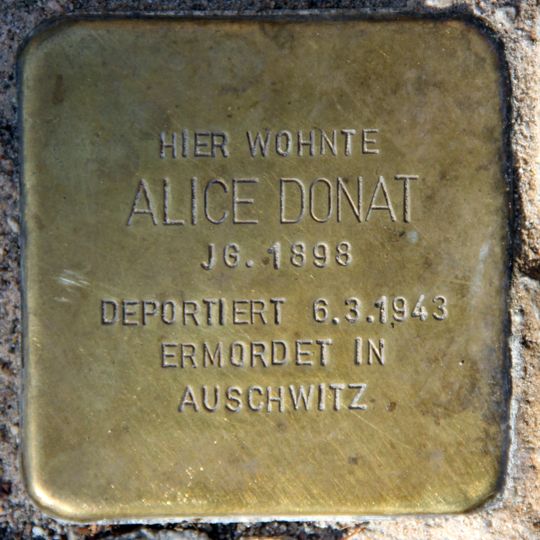 HIER WOHNTE
ALICE DONAT
JG. 1898
DEPORTIERT 6.3.1943
ERMORDET IN
AUSCHWITZ